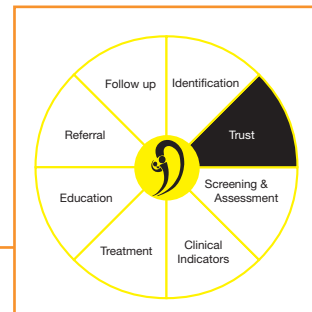 Follow up
Identification
Referral
Trust
Education
Screening &
Assessment
Treatment
Clinical
Indicators